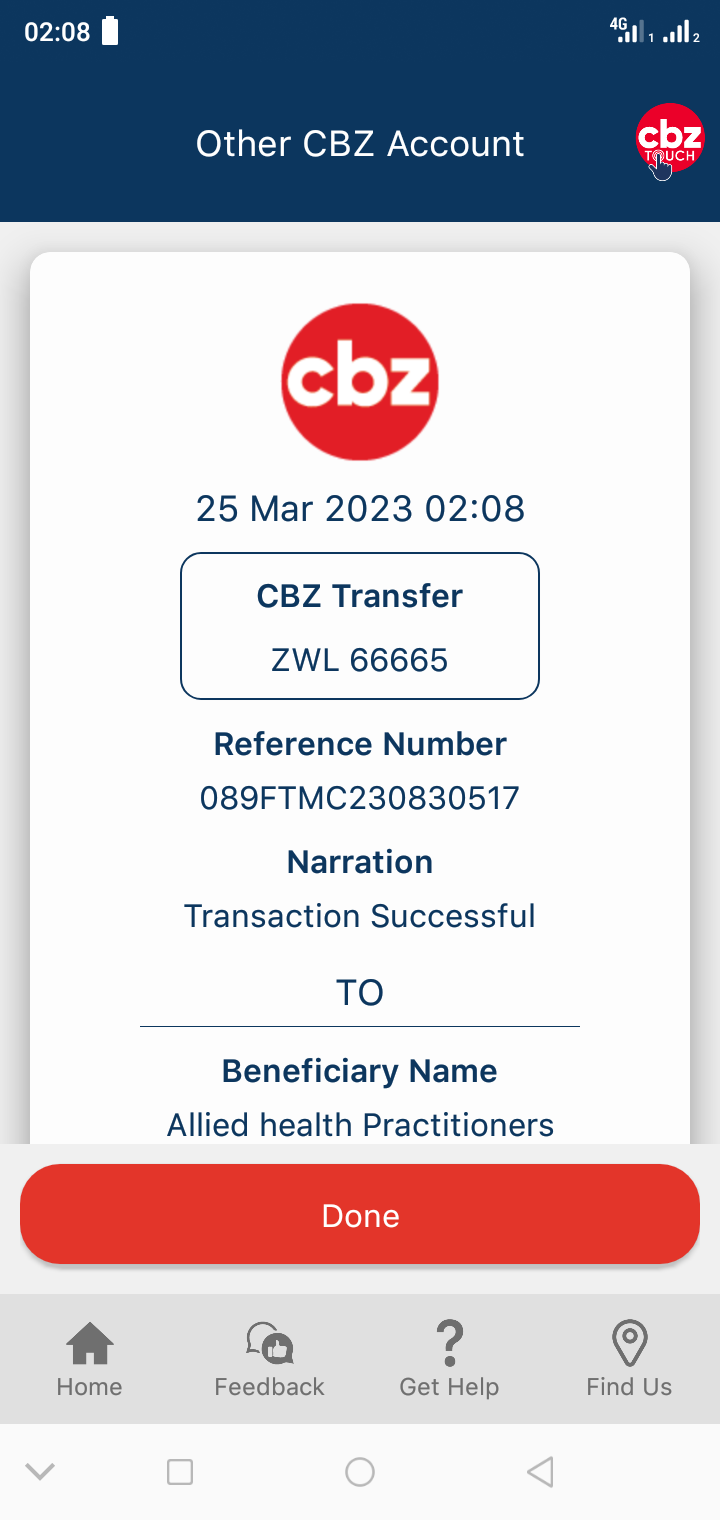 02:08
4G 1 2
Other CBZ Account
cbz
TOUCH
cbz
25 Mar 2023 02:08
CBZ Transfer
ZWL 66665
Reference Number
089FTMC230830517
Narration
Transaction Successful
TO
Beneficiary Name
Allied health Practitioners
Done
Home
Feedback
Get Help
Find Us